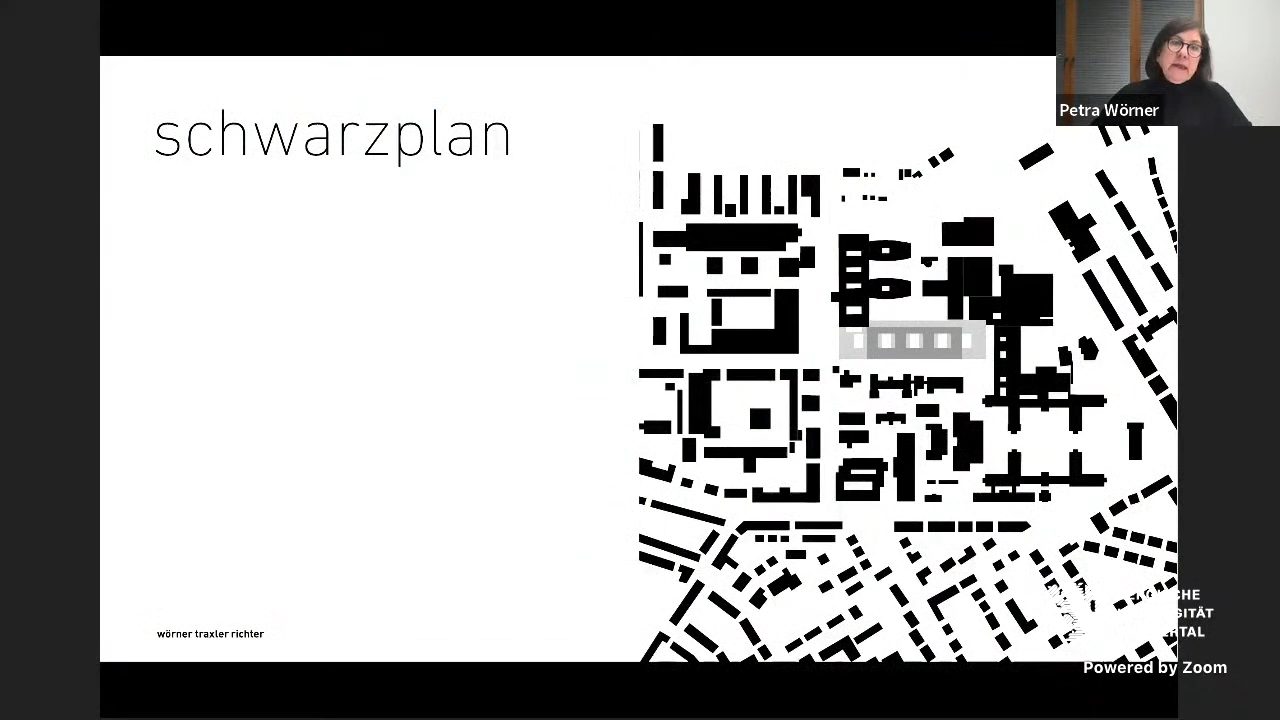 schwarzplan
Petra Wörner
wörner traxler richter
Powered by Zoom